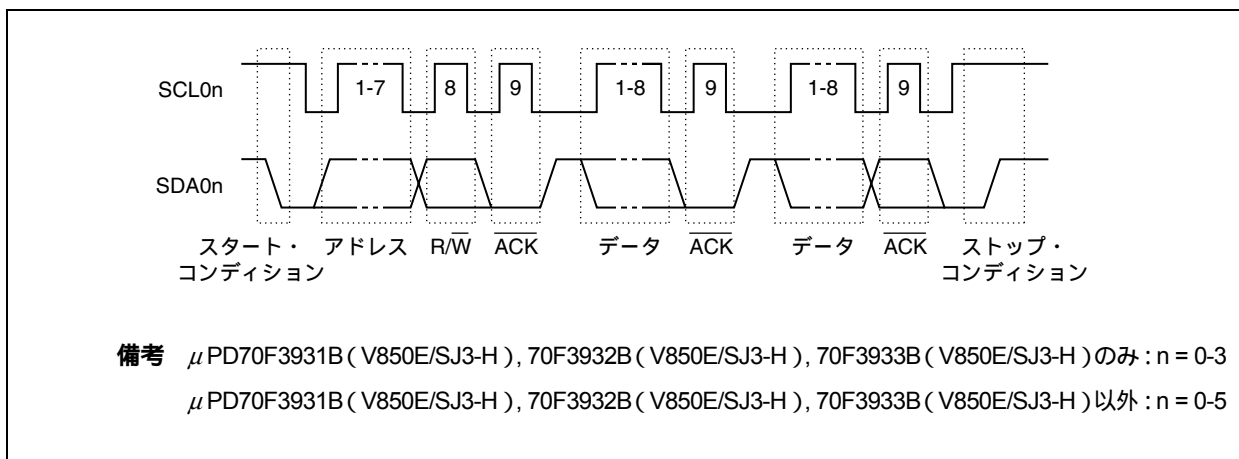 SCL0n 1-7 8 9 1-8 9 1-8 9
SDA0n
スタート・ アドレス R/W̅ A̅C̅K̅ データ A̅C̅K̅ データ A̅C̅K̅ ストップ・
コンディション コンディション
備考 μPD70F3931B(V850E/SJ3-H), 70F3932B(V850E/SJ3-H), 70F3933B(V850E/SJ3-H)のみ:n = 0-3
μPD70F3931B(V850E/SJ3-H), 70F3932B(V850E/SJ3-H), 70F3933B(V850E/SJ3-H)以外:n = 0-5